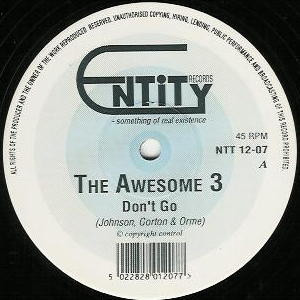 ALL RIGHTS OF THE PRODUCER AND THE OWNER OF THE WORK REPRODUCED RESERVED. UNAUTHORISED COPYING, HIRING, LENDING, PUBLIC PERFORMANCE AND BROADCASTING OF THIS RECORD PROHIBITED.
ENTITY
RECORDS
- something of real existence
45 RPM
NTT 12-07
A
THE AWESOME 3
Don't Go
(Johnson, Gorton & Orme)
© copyright control
5 022828 012077 >